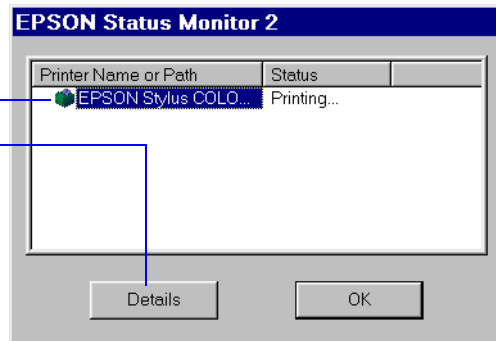 EPSON Status Monitor 2
Printer Name or Path Status
EPSON Stylus COLO... Printing...
Details OK